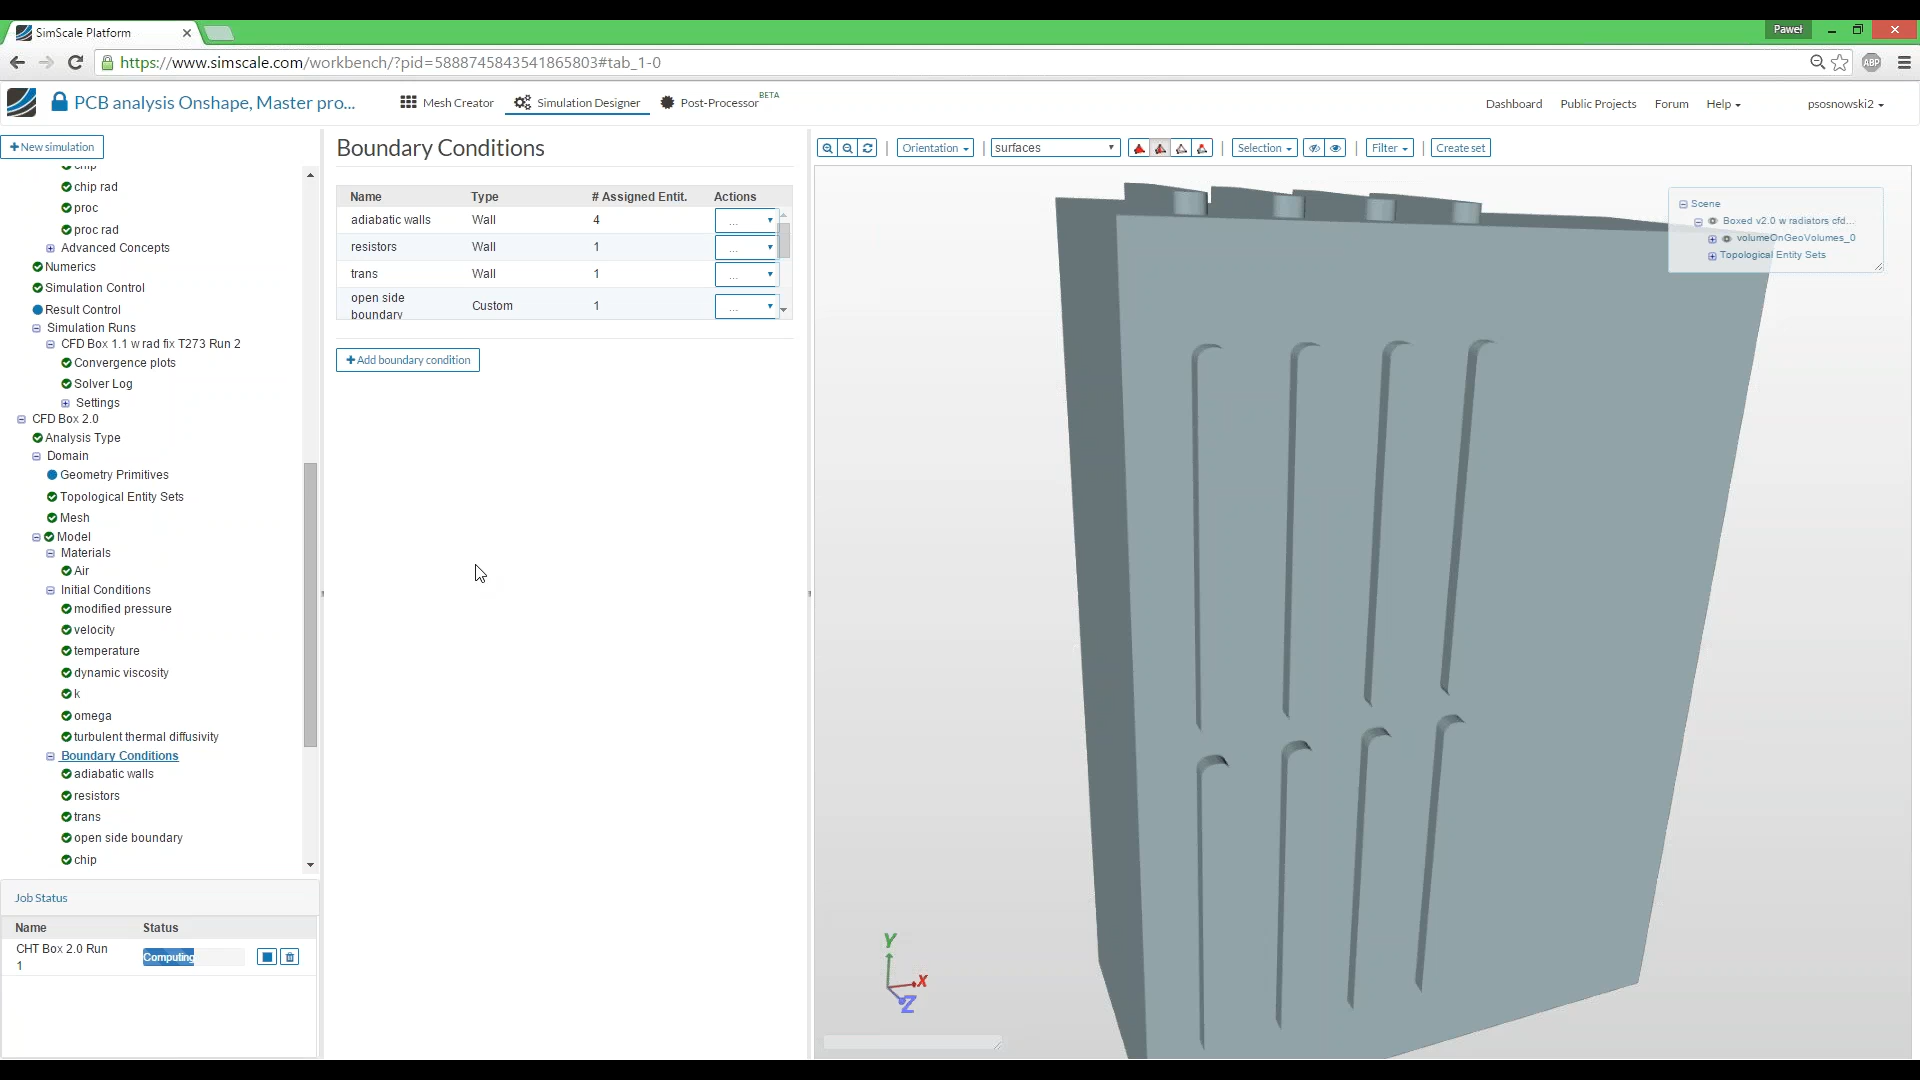 SimScale Platform
Paweł
https://www.simscale.com/workbench/?pid=5888745843541865803#tab_1-0
ABP
PCB analysis Onshape, Master pro...
Mesh Creator
Simulation Designer
Post-Processor
BETA
Dashboard
Public Projects
Forum
Help
psosnowski2
New simulation
chip
chip rad
proc
proc rad
Advanced Concepts
Numerics
Simulation Control
Result Control
Simulation Runs
CFD Box 1.1 w rad fix T273 Run 2
Convergence plots
Solver Log
Settings
CFD Box 2.0
Analysis Type
Domain
Geometry Primitives
Topological Entity Sets
Mesh
Model
Materials
Air
Initial Conditions
modified pressure
velocity
temperature
dynamic viscosity
k
omega
turbulent thermal diffusivity
Boundary Conditions
adiabatic walls
resistors
trans
open side boundary
chip
Job Status
Name Status
CHT Box 2.0 Run
1
Computing
Boundary Conditions
Name Type # Assigned Entit. Actions
adiabatic walls Wall 4 ...
resistors Wall 1 ...
trans Wall 1 ...
open side
boundary Custom 1 ...
Add boundary condition
Orientation
surfaces
Selection
Filter
Create set
Scene
Boxed v2.0 w radiators cfd...
volumeOnGeoVolumes_0
Topological Entity Sets
Y
X
Z